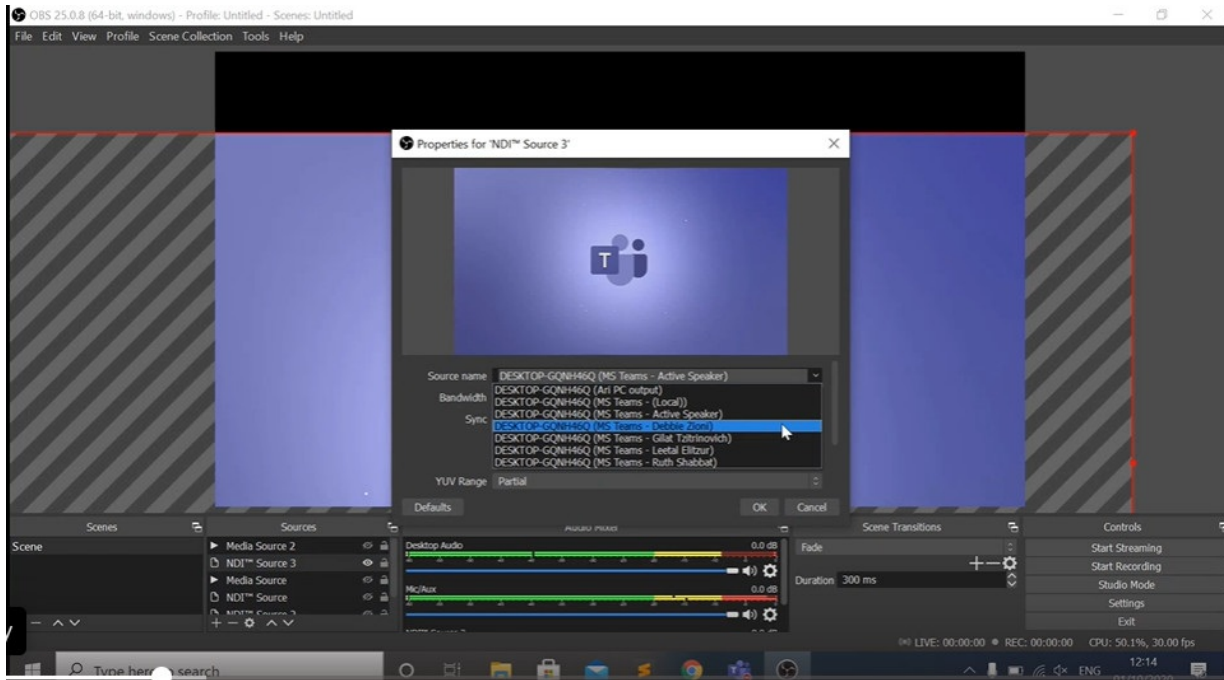 OBS 25.0.8 (64-bit, windows) - Profile: Untitled - Scenes: Untitled
File Edit View Profile Scene Collection Tools Help
Properties for 'NDI™ Source 3'
T
Source name DESKTOP-GQNH46Q (MS Teams - Active Speaker)
DESKTOP-GQNH46Q (Ari PC output)
Bandwidth
DESKTOP-GQNH46Q (MS Teams - (Local))
DESKTOP-GQNH46Q (MS Teams - Active Speaker)
Sync
DESKTOP-GQNH46Q (MS Teams - Debbie Zioni)
DESKTOP-GQNH46Q (MS Teams - Gilat Tzitrinovich)
DESKTOP-GQNH46Q (MS Teams - Leetal Elitzur)
DESKTOP-GQNH46Q (MS Teams - Ruth Shabbat)
YUV Range Partial
Defaults OK Cancel
Scenes Sources Audio Mixer Scene Transitions Controls
Scene
Media Source 2
NDI™ Source 3
Media Source
NDI™ Source
Desktop Audio 0.0 dB
Mic/Aux 0.0 dB
Fade
Duration 300 ms
Start Streaming
Start Recording
Studio Mode
Settings
Exit
LIVE: 00:00:00 REC: 00:00:00 CPU: 50.1%, 30.00 fps
Type here to search
ENG
12:14